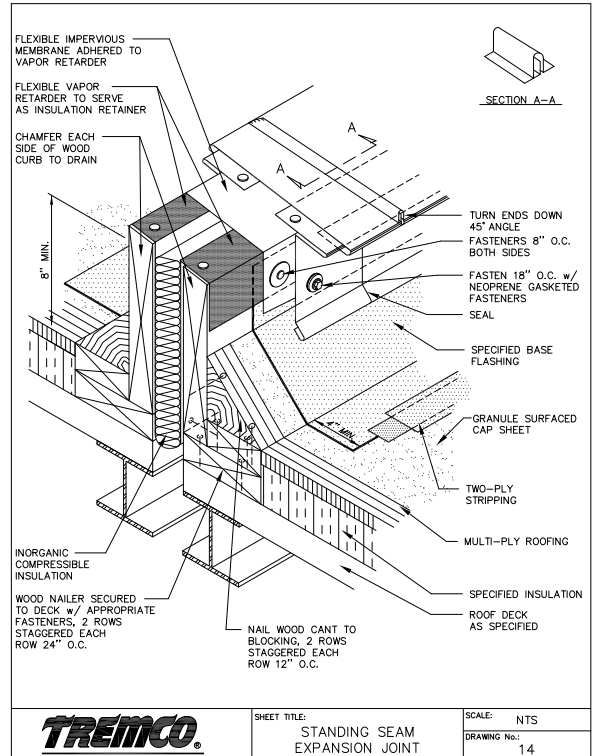 FLEXIBLE IMPERVIOUS
MEMBRANE ADHERED TO
VAPOR RETARDER
FLEXIBLE VAPOR
RETARDER TO SERVE
AS INSULATION RETAINER
CHAMFER EACH
SIDE OF WOOD
CURB TO DRAIN
8" MIN.
SECTION A-A
A
A
TURN ENDS DOWN
45° ANGLE
FASTENERS 8" O.C.
BOTH SIDES
FASTEN 18" O.C. w/
NEOPRENE GASKETED
FASTENERS
SEAL
SPECIFIED BASE
FLASHING
4" MIN.
GRANULE SURFACED
CAP SHEET
TWO-PLY
STRIPPING
MULTI-PLY ROOFING
SPECIFIED INSULATION
ROOF DECK
AS SPECIFIED
INORGANIC
COMPRESSIBLE
INSULATION
WOOD NAILER SECURED
TO DECK w/ APPROPRIATE
FASTENERS, 2 ROWS
STAGGERED EACH
ROW 24" O.C.
NAIL WOOD CANT TO
BLOCKING, 2 ROWS
STAGGERED EACH
ROW 12" O.C.
TREMCO®
SHEET TITLE:
STANDING SEAM
EXPANSION JOINT
SCALE: NTS
DRAWING No.:
14